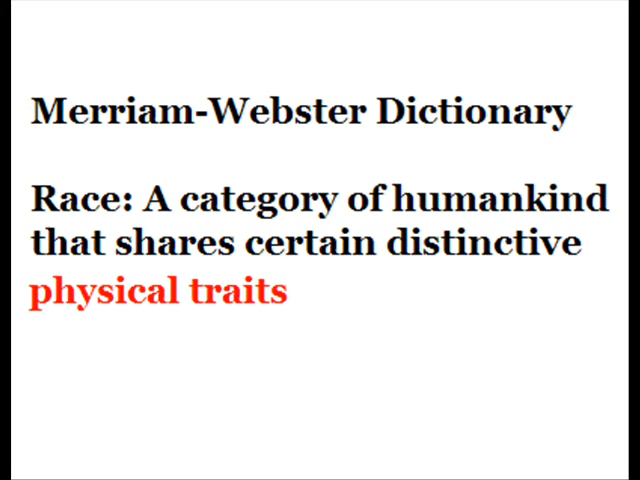 Merriam-Webster Dictionary
Race: A category of humankind
that shares certain distinctive
physical traits